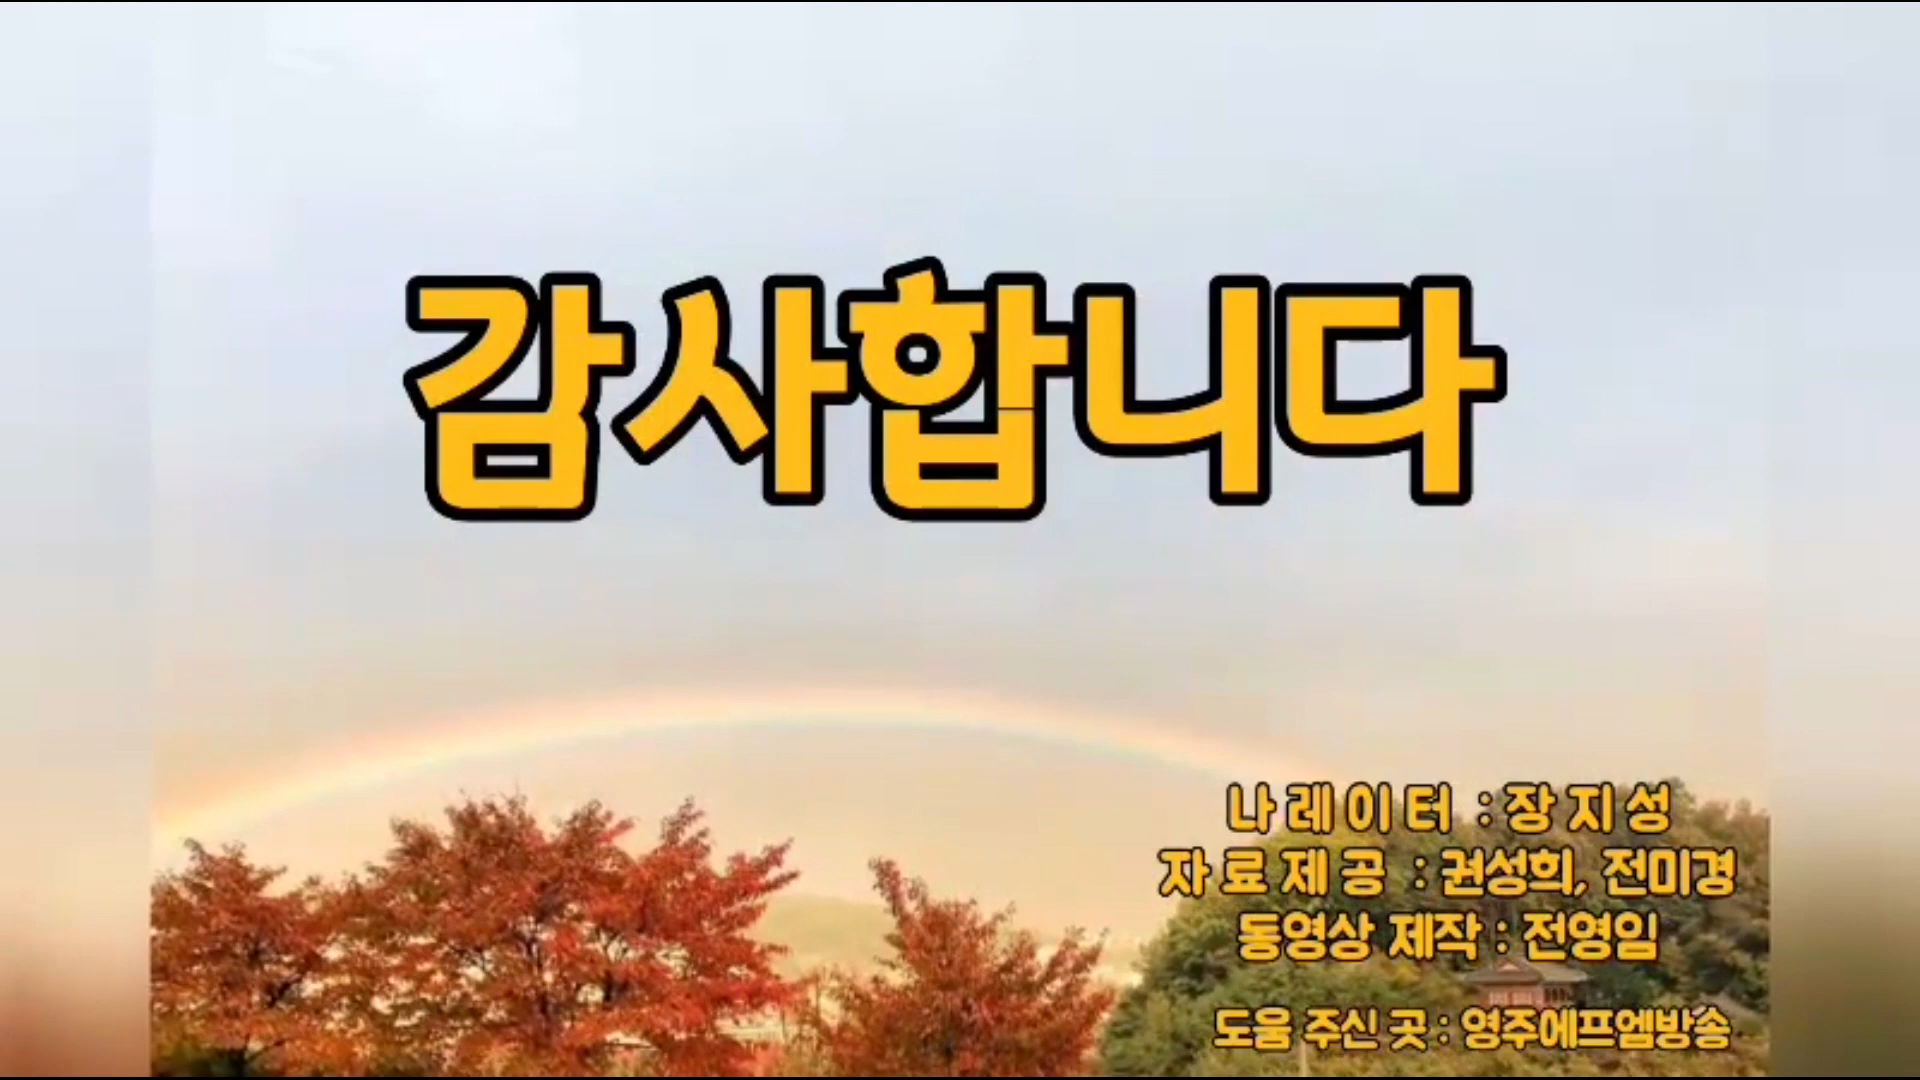 감사합니다
나레이터 : 장지성
자료제공 : 권성희, 전미경
동영상 제작 : 전영일
도움 주신 곳 : 영주에프엠방송